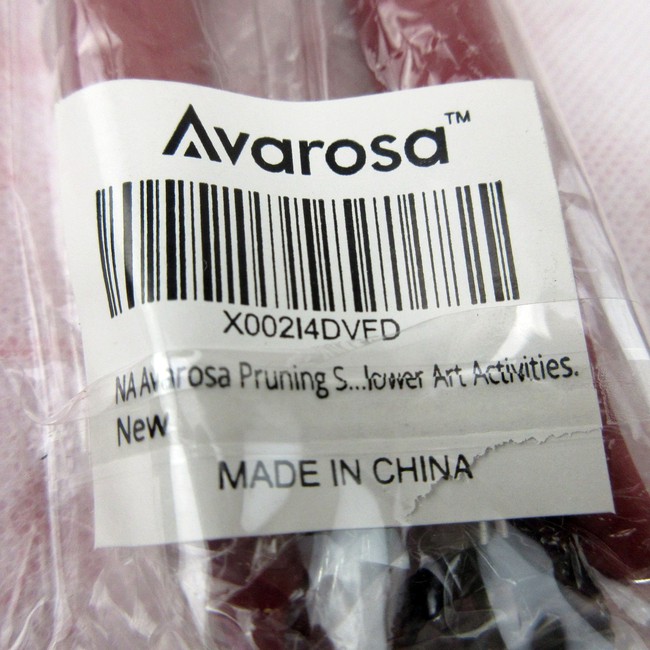 Avarosa™
X002I4DVFD
NA Avarosa Pruning S...lower Art Activities.
New
MADE IN CHINA